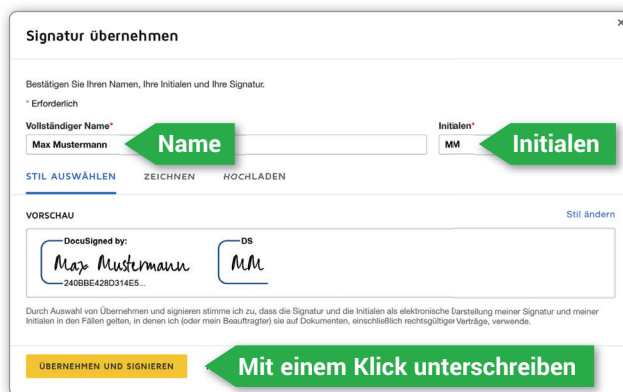 ×
Signatur übernehmen
Bestätigen Sie Ihren Namen, Ihre Initialen und Ihre Signatur.
* Erforderlich
Vollständiger Name*
Initialen*
Max Mustermann
Name
MM
Initialen
STIL AUSWÄHLEN ZEICHNEN HOCHLADEN
VORSCHAU
Stil ändern
DocuSigned by:
Max Mustermann
240BBE428D314E5...
DS
MM
Durch Auswahl von Übernehmen und signieren stimme ich zu, dass die Signatur und die Initialen als elektronische Darstellung meiner Signatur und meiner
Initialen in den Fällen gelten, in denen ich (oder mein Beauftragter) sie auf Dokumenten, einschließlich rechtsgültiger Verträge, verwende.
ÜBERNEHMEN UND SIGNIEREN
Mit einem Klick unterschreiben